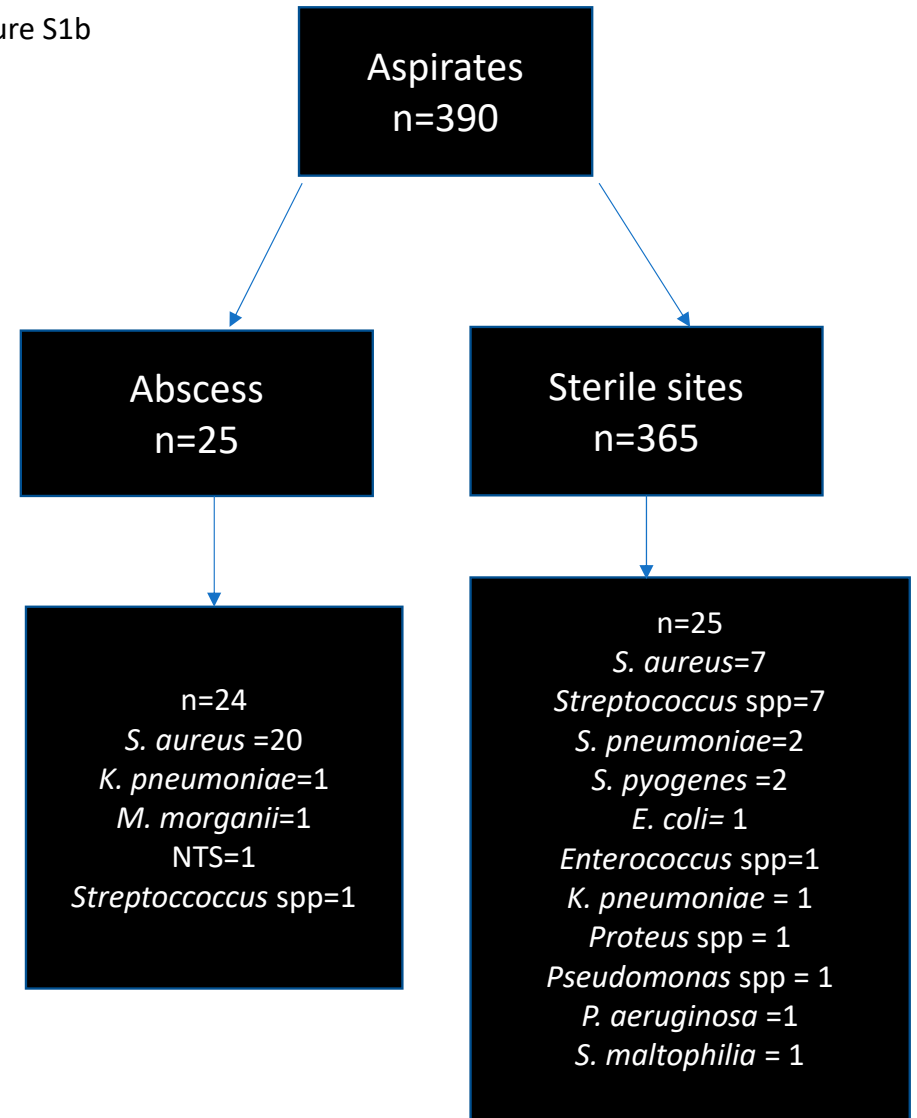 ure S1b
Aspirates
n=390
Abscess
n=25
Sterile sites
n=365
n=24
S. aureus =20
K. pneumoniae=1
M. morganii=1
NTS=1
Streptoccoccus spp=1
n=25
S. aureus=7
Streptococcus spp=7
S. pneumoniae=2
S. pyogenes =2
E. coli= 1
Enterococcus spp=1
K. pneumoniae = 1
Proteus spp = 1
Pseudomonas spp = 1
P. aeruginosa =1
S. maltophilia = 1